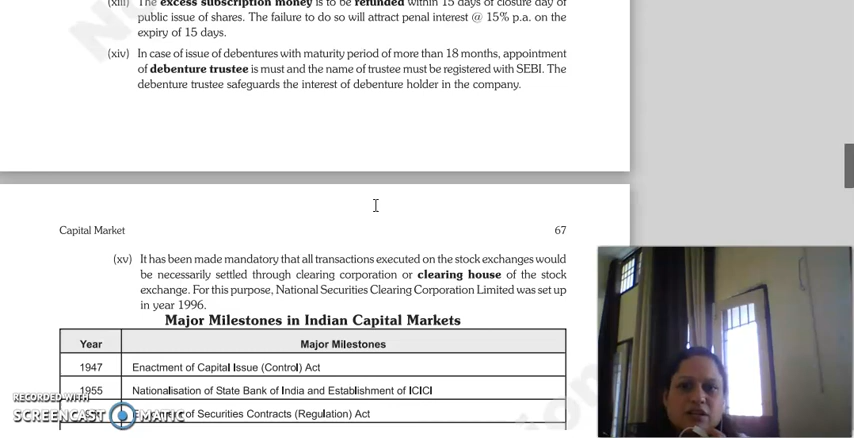 (xiii) The excess subscription money is to be refunded within 15 days of closure day of
public issue of shares. The failure to do so will attract penal interest @ 15% p.a. on the
expiry of 15 days.
(xiv) In case of issue of debentures with maturity period of more than 18 months, appointment
of debenture trustee is must and the name of trustee must be registered with SEBI. The
debenture trustee safeguards the interest of debenture holder in the company.
Capital Market 67
(xv) It has been made mandatory that all transactions executed on the stock exchanges would
be necessarily settled through clearing corporation or clearing house of the stock
exchange. For this purpose, National Securities Clearing Corporation Limited was set up
in year 1996.
Major Milestones in Indian Capital Markets
Year Major Milestones
1947 Enactment of Capital Issue (Control) Act
1955 Nationalisation of State Bank of India and Establishment of ICICI
RECORDED WITH
of Securities Contracts (Regulation) Act
SCREENCAST MATIC